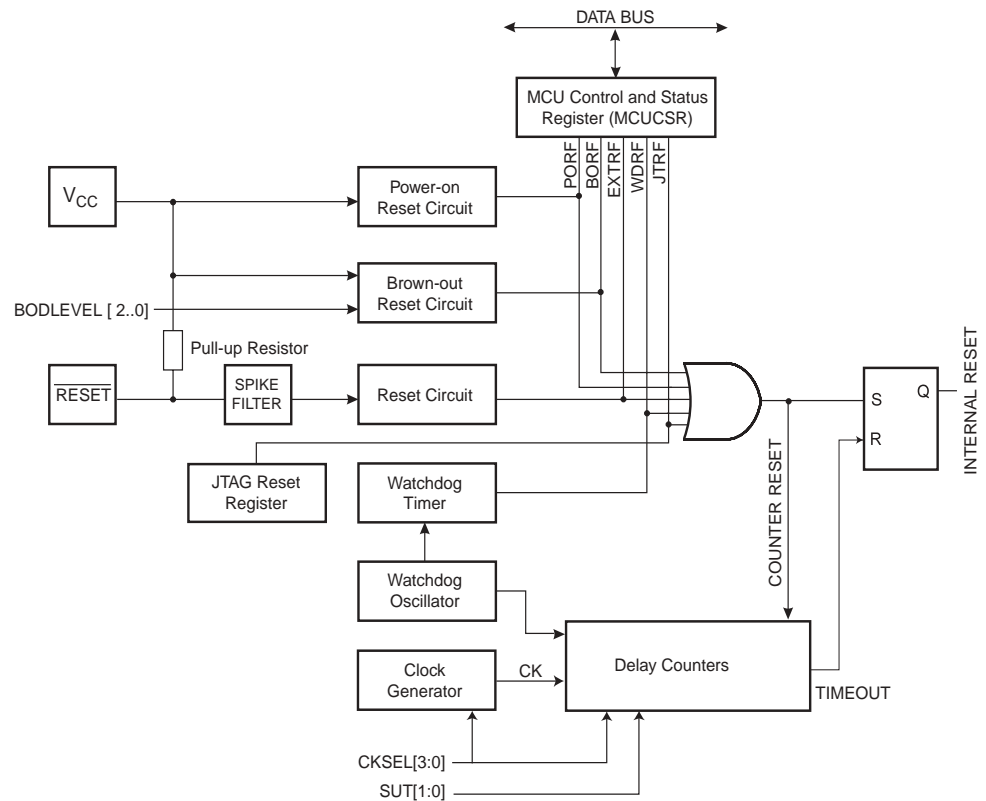 DATA BUS
MCU Control and Status
Register (MCUCSR)
PORF
BORF
EXTRF
WDRF
JTRF
VCC
Power-on
Reset Circuit
Brown-out
Reset Circuit
BODLEVEL [ 2..0]
Pull-up Resistor
RESET
SPIKE
FILTER
Reset Circuit
S
Q
R
INTERNAL RESET
JTAG Reset
Register
Watchdog
Timer
COUNTER RESET
Watchdog
Oscillator
Clock
Generator
CK
Delay Counters
TIMEOUT
CKSEL[3:0]
SUT[1:0]